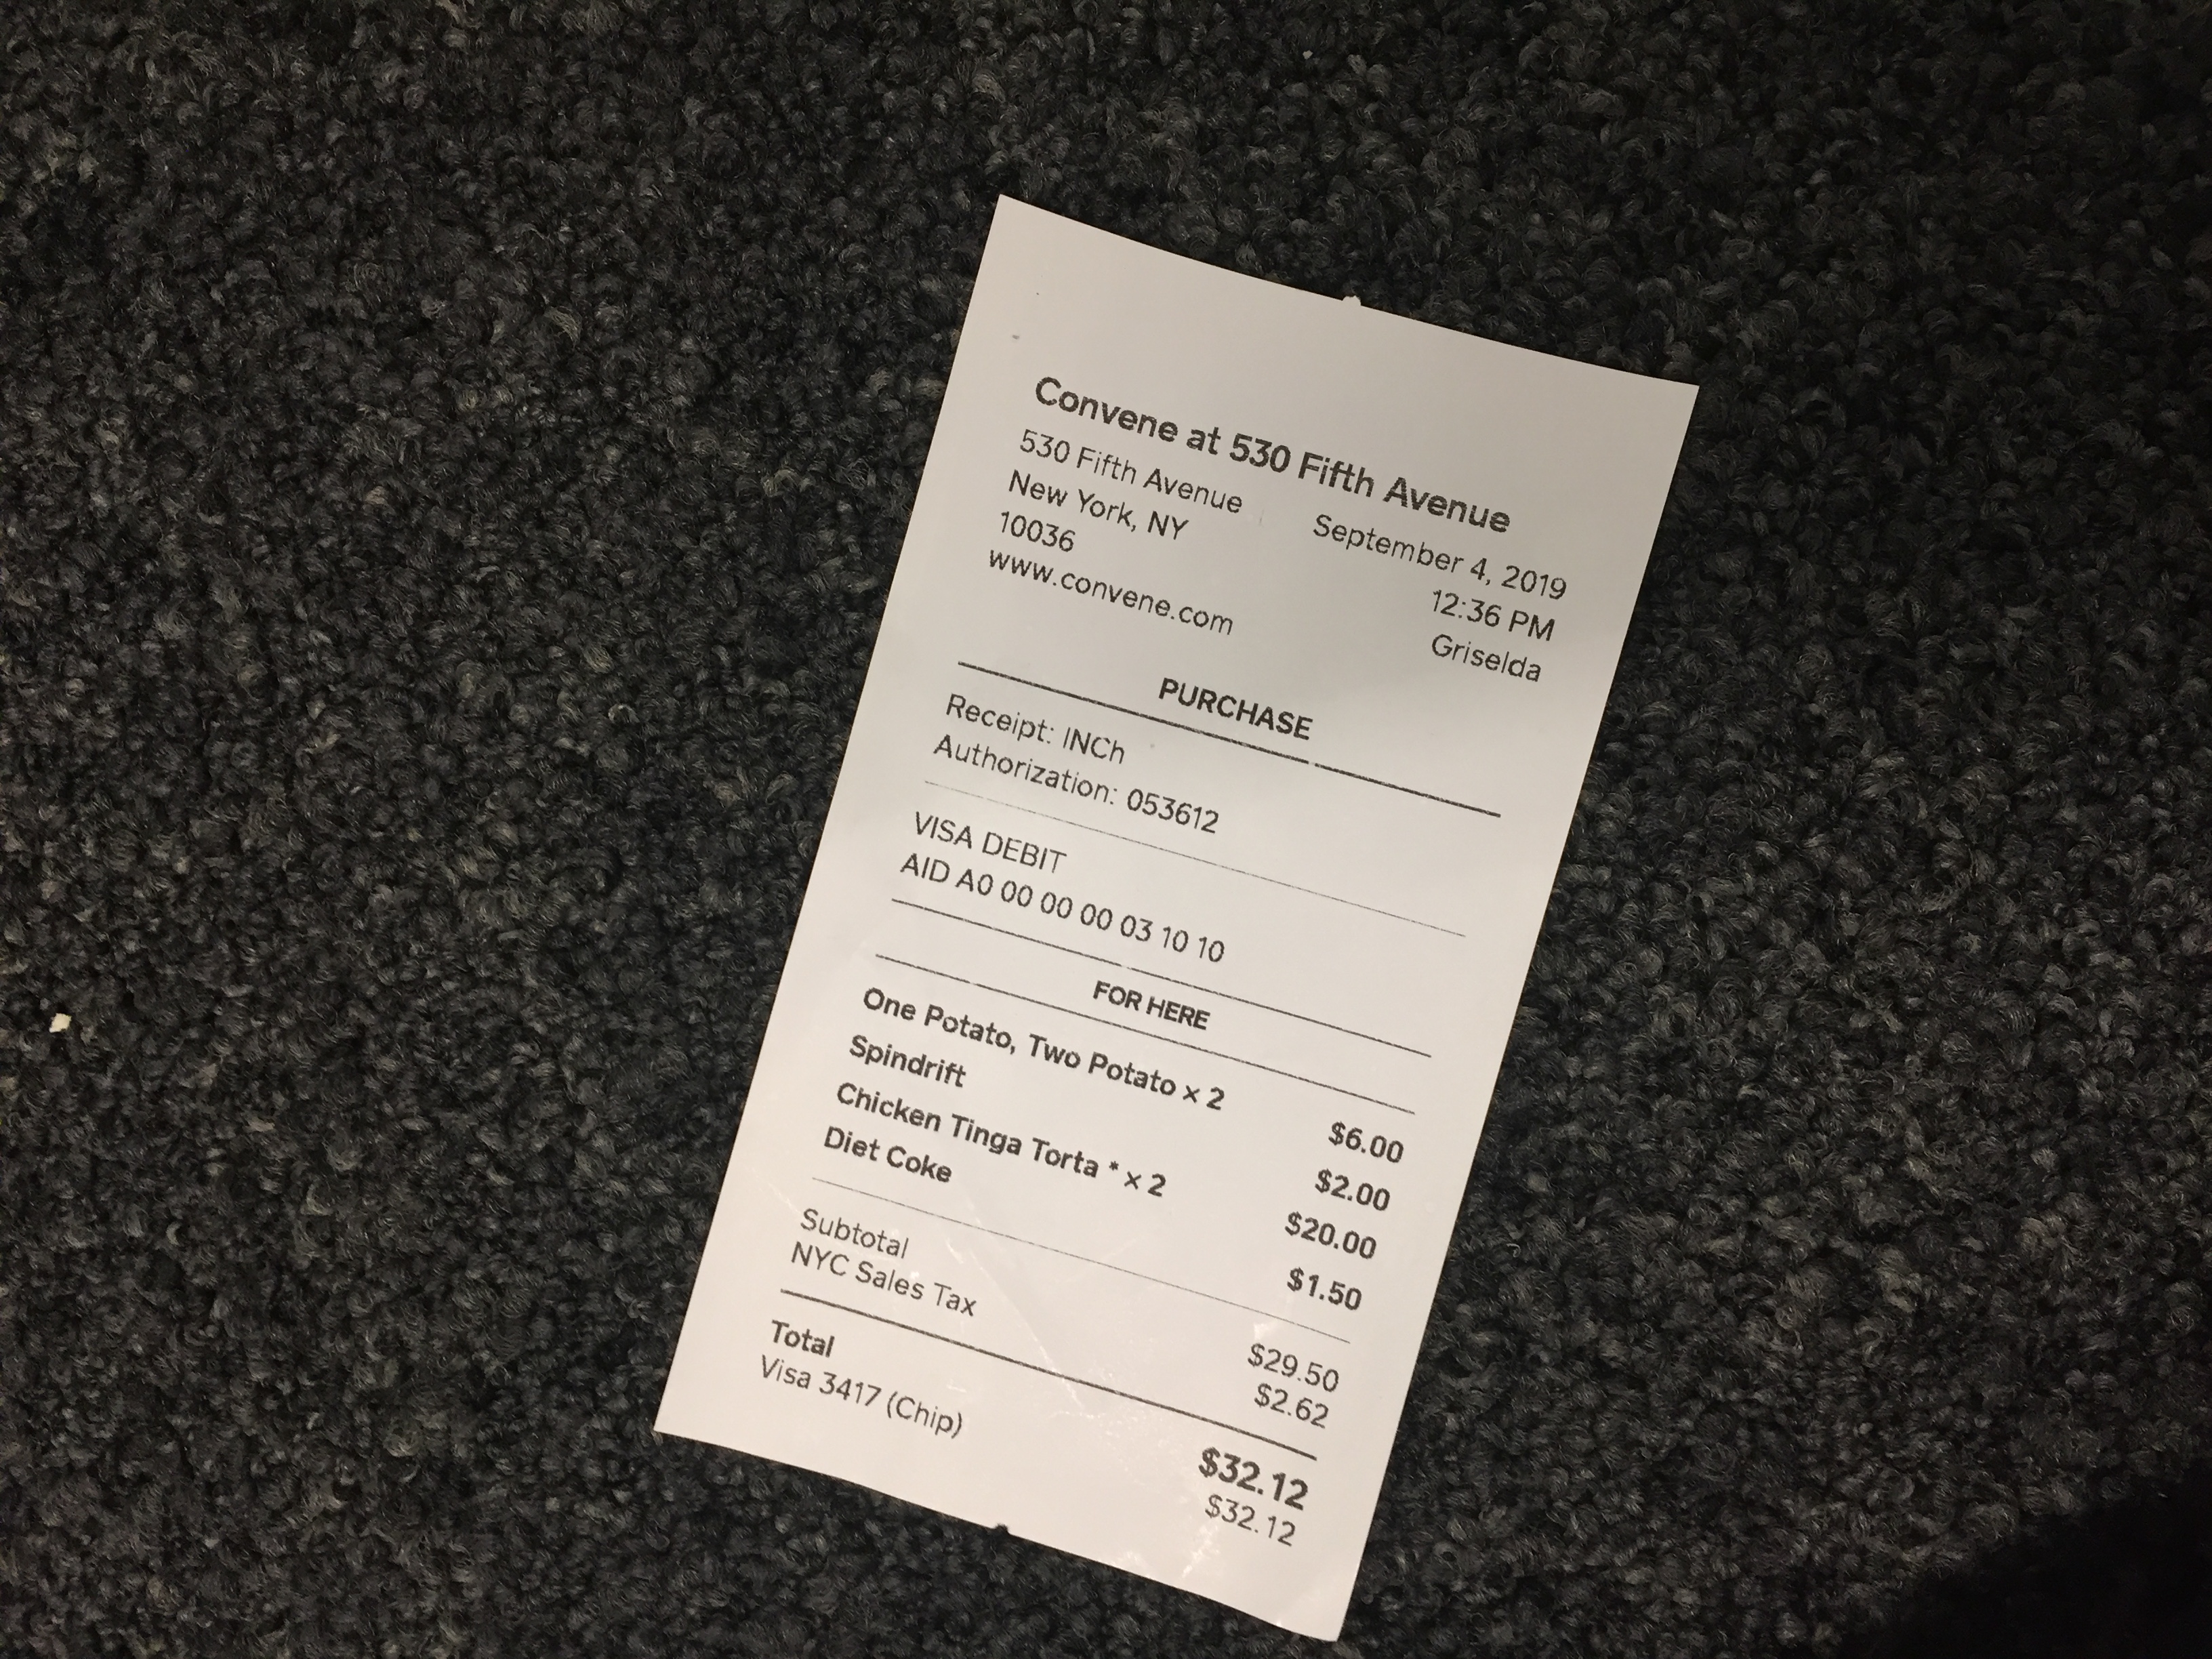 Convene at 530 Fifth Avenue
530 Fifth Avenue September 4, 2019
New York, NY 12:36 PM
10036 Griselda
www.convene.com
PURCHASE
Receipt: INCh
Authorization: 053612
VISA DEBIT
AID A0 00 00 00 03 10 10
FOR HERE
One Potato, Two Potato x 2 $6.00
Spindrift $2.00
Chicken Tinga Torta * x 2 $20.00
Diet Coke $1.50
Subtotal $29.50
NYC Sales Tax $2.62
Total $32.12
Visa 3417 (Chip) $32.12